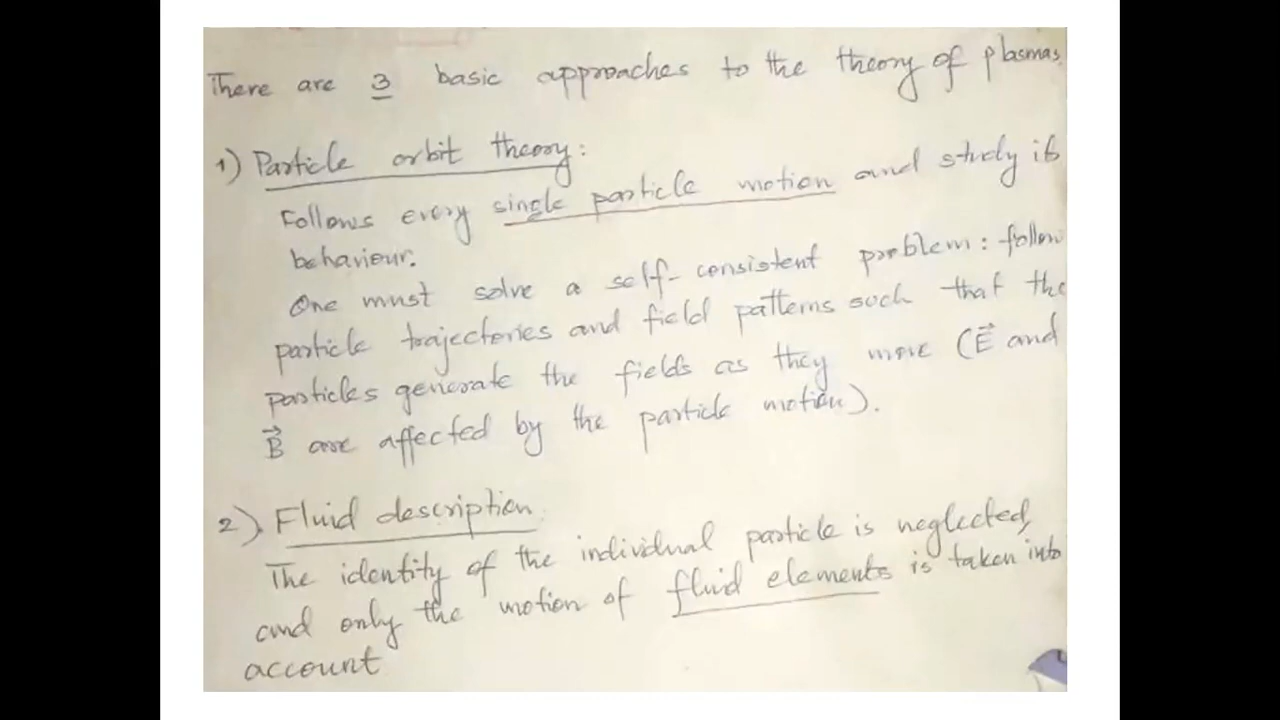 There are 3 basic approaches to the theory of plasmas
1) Particle orbit theory:
Follows every single particle motion and study it
behaviour.
One must solve a self-consistent problem: follow
particle trajectories and field patterns such that the
particles generate the fields as they move (E⃗ and
B⃗ are affected by the particle motion).
2). Fluid description
The identity of the individual particle is neglected,
and only the motion of fluid elements is taken into
account